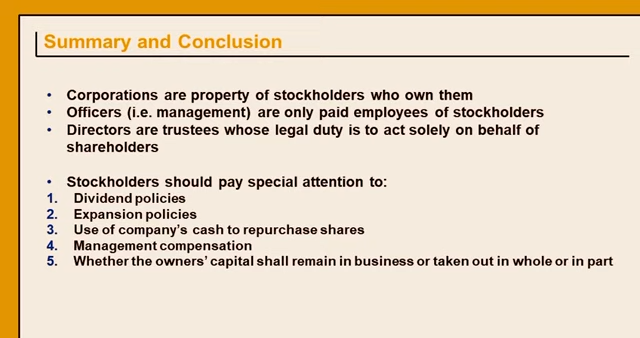 Summary and Conclusion
• Corporations are property of stockholders who own them
• Officers (i.e. management) are only paid employees of stockholders
• Directors are trustees whose legal duty is to act solely on behalf of
shareholders
• Stockholders should pay special attention to:
1. Dividend policies
2. Expansion policies
3. Use of company's cash to repurchase shares
4. Management compensation
5. Whether the owners' capital shall remain in business or taken out in whole or in part